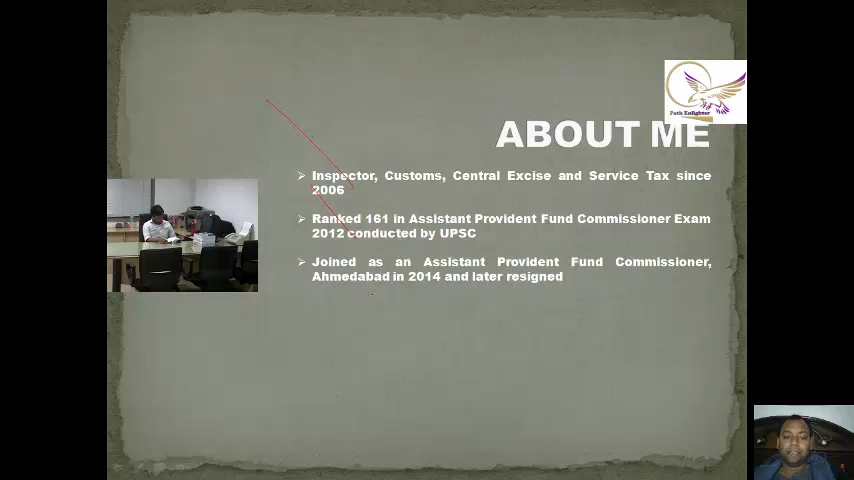 Path Enlighter
ABOUT ME
➢ Inspector, Customs, Central Excise and Service Tax since
2006
➢ Ranked 161 in Assistant Provident Fund Commissioner Exam
2012 conducted by UPSC
➢ Joined as an Assistant Provident Fund Commissioner,
Ahmedabad in 2014 and later resigned